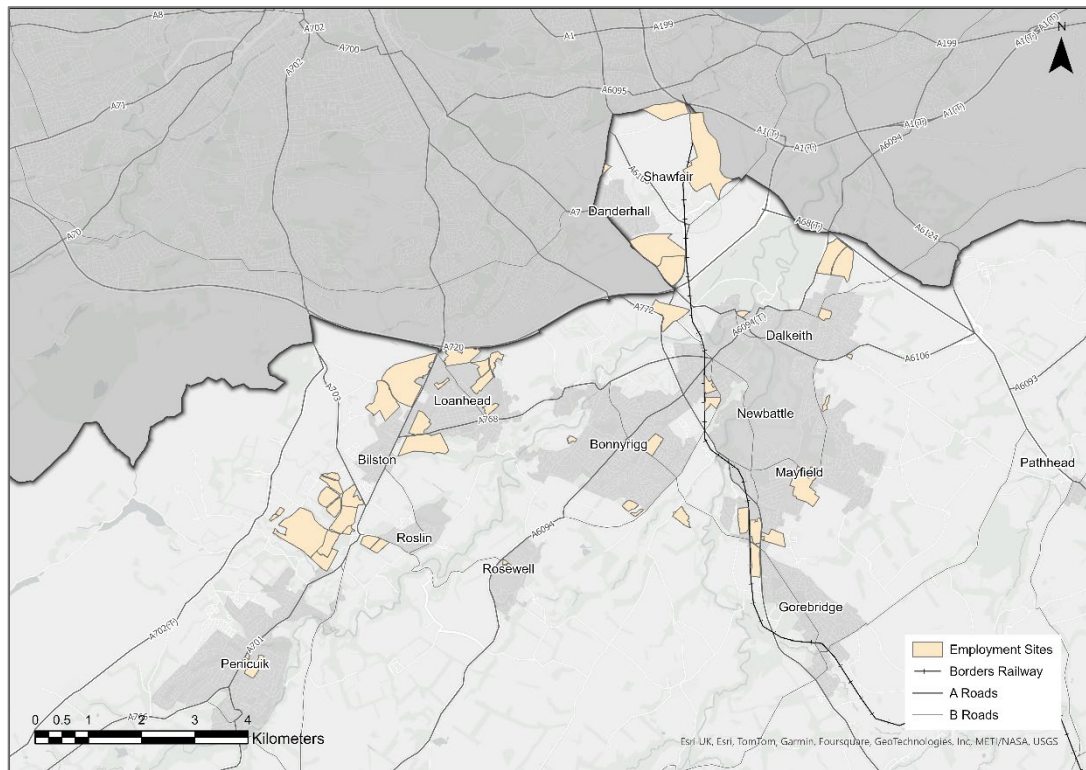 A8
A702
A1
A199
A199
A1(T)
A1(T)
N
A700
A702
A71
A6095
A1(T)
A1(T)
A1(T)
A6094
Shawfair
A7
Danderhall
A68(T)
A6124
A70
A772
A6094(T)
Dalkeith
A720
A6106
A703
A6093
Loanhead
A768
Newbattle
Bonnyrigg
Bilston
Mayfield
Pathhead
Roslin
A6094
Rosewell
Gorebridge
A702(T)
A701
Penicuik
Employment Sites
Borders Railway
A Roads
B Roads
0 0.5 1 2 3 4
Kilometers
Esri UK, Esri, TomTom, Garmin, Foursquare, GeoTechnologies, Inc, METI/NASA, USGS